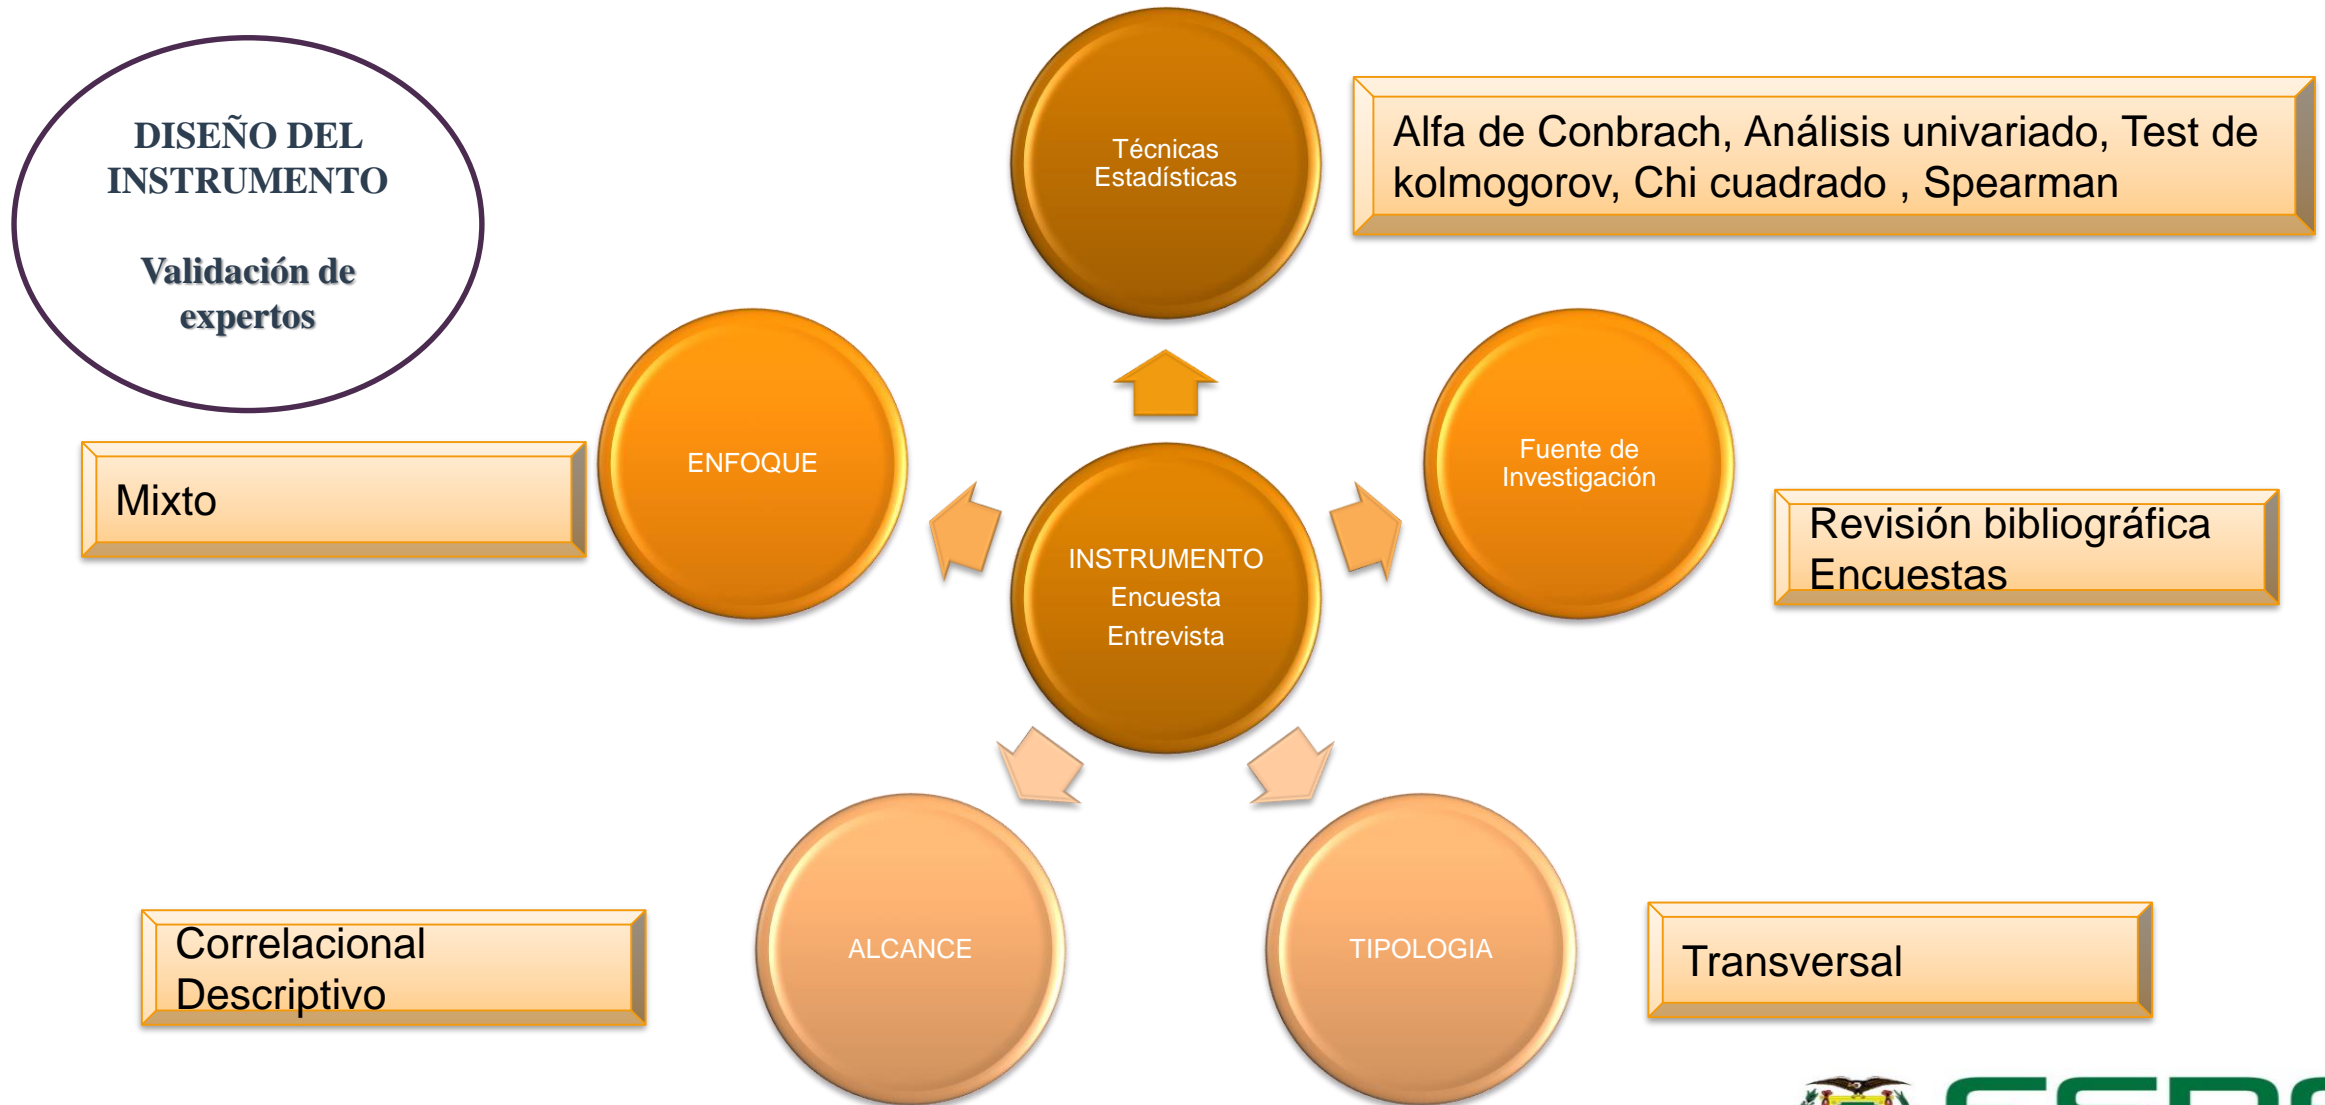 DISEÑO DEL
INSTRUMENTO
Validación de
expertos
Técnicas
Estadísticas
Alfa de Conbrach, Análisis univariado, Test de
kolmogorov, Chi cuadrado , Spearman
ENFOQUE
Mixto
Fuente de
Investigación
Revisión bibliográfica
Encuestas
INSTRUMENTO
Encuesta
Entrevista
ALCANCE
Correlacional
Descriptivo
TIPOLOGIA
Transversal